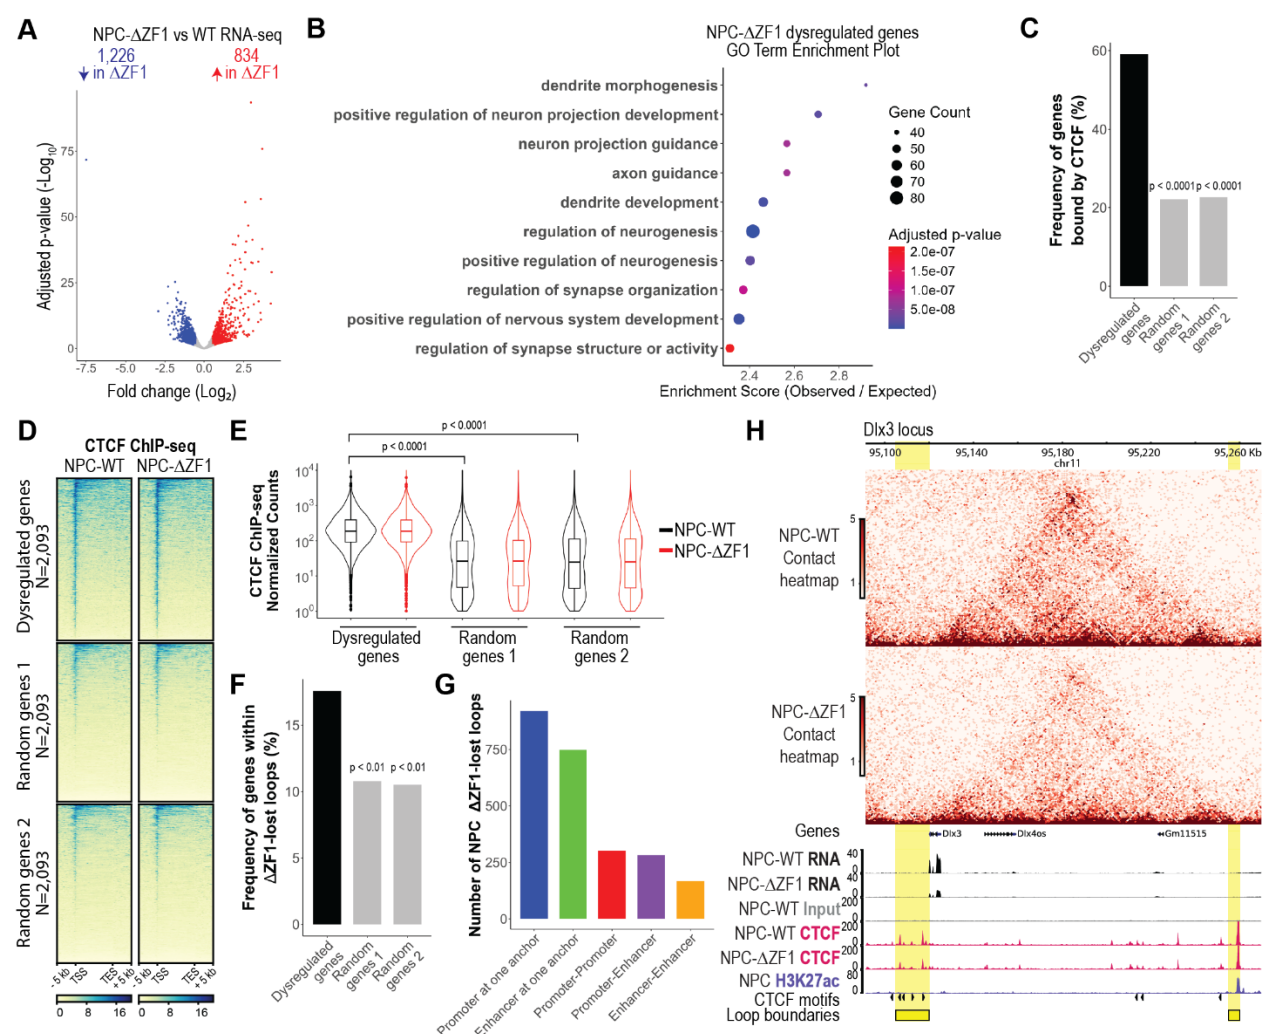 A
NPC-ΔZF1 vs WT RNA-seq
1,226
in ΔZF1
834
in ΔZF1
Adjusted p-value (-Log10)
75
50
25
0
-7.5
-5.0
-2.5
0.0
2.5
Fold change (Log₂)
B
NPC-ΔZF1 dysregulated genes
GO Term Enrichment Plot
dendrite morphogenesis
positive regulation of neuron projection development
neuron projection guidance
axon guidance
dendrite development
regulation of neurogenesis
positive regulation of neurogenesis
regulation of synapse organization
positive regulation of nervous system development
regulation of synapse structure or activity
2.4
2.6
2.8
Enrichment Score (Observed / Expected)
Gene Count
40
50
60
70
80
Adjusted p-value
2.0e-07
1.5e-07
1.0e-07
5.0e-08
C
Frequency of genes
bound by CTCF (%)
60
40
20
0
p < 0.0001
p < 0.0001
Dysregulated
genes
Random
genes 1
Random
genes 2
D
CTCF ChIP-seq
NPC-WT
NPC-ΔZF1
Dysregulated genes
N=2,093
Random genes 1
N=2,093
Random genes 2
N=2,093
-5 kb
TSS
TES
+5 kb
-5 kb
TSS
TES
+5 kb
0
8
16
0
8
16
E
p < 0.0001
p < 0.0001
CTCF ChIP-seq
Normalized Counts
10⁴
10³
10²
10¹
10⁰
NPC-WT
NPC-ΔZF1
Dysregulated
genes
Random
genes 1
Random
genes 2
F
Frequency of genes within
ΔZF1-lost loops (%)
15
10
5
0
p < 0.01
p < 0.01
Dysregulated
genes
Random
genes 1
Random
genes 2
G
Number of NPC ΔZF1-lost loops
750
500
250
0
Promoter at one anchor
Enhancer at one anchor
Promoter-Promoter
Promoter-Enhancer
Enhancer-Enhancer
H
Dlx3 locus
95,100
95,140
95,180
95,220
95,260 Kb
chr11
NPC-WT
Contact
heatmap
5
1
NPC-ΔZF1
Contact
heatmap
5
1
Genes
Dlx3
Dlx4os
Gm11515
NPC-WT RNA
40
0
NPC-ΔZF1 RNA
40
0
NPC-WT Input
200
0
NPC-WT CTCF
200
0
NPC-ΔZF1 CTCF
200
0
NPC H3K27ac
80
0
CTCF motifs
Loop boundaries